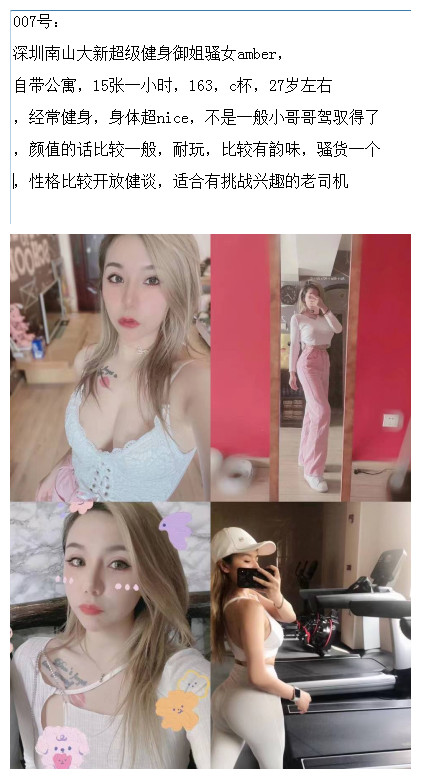 007号：
深圳南山大新超级健身御姐骚女amber，
自带公寓，15张一小时，163，c杯，27岁左右
，经常健身，身体超nice，不是一般小哥哥驾驭得了
，颜值的话比较一般，耐玩，比较有韵味，骚货一个
，性格比较开放健谈，适合有挑战兴趣的老司机